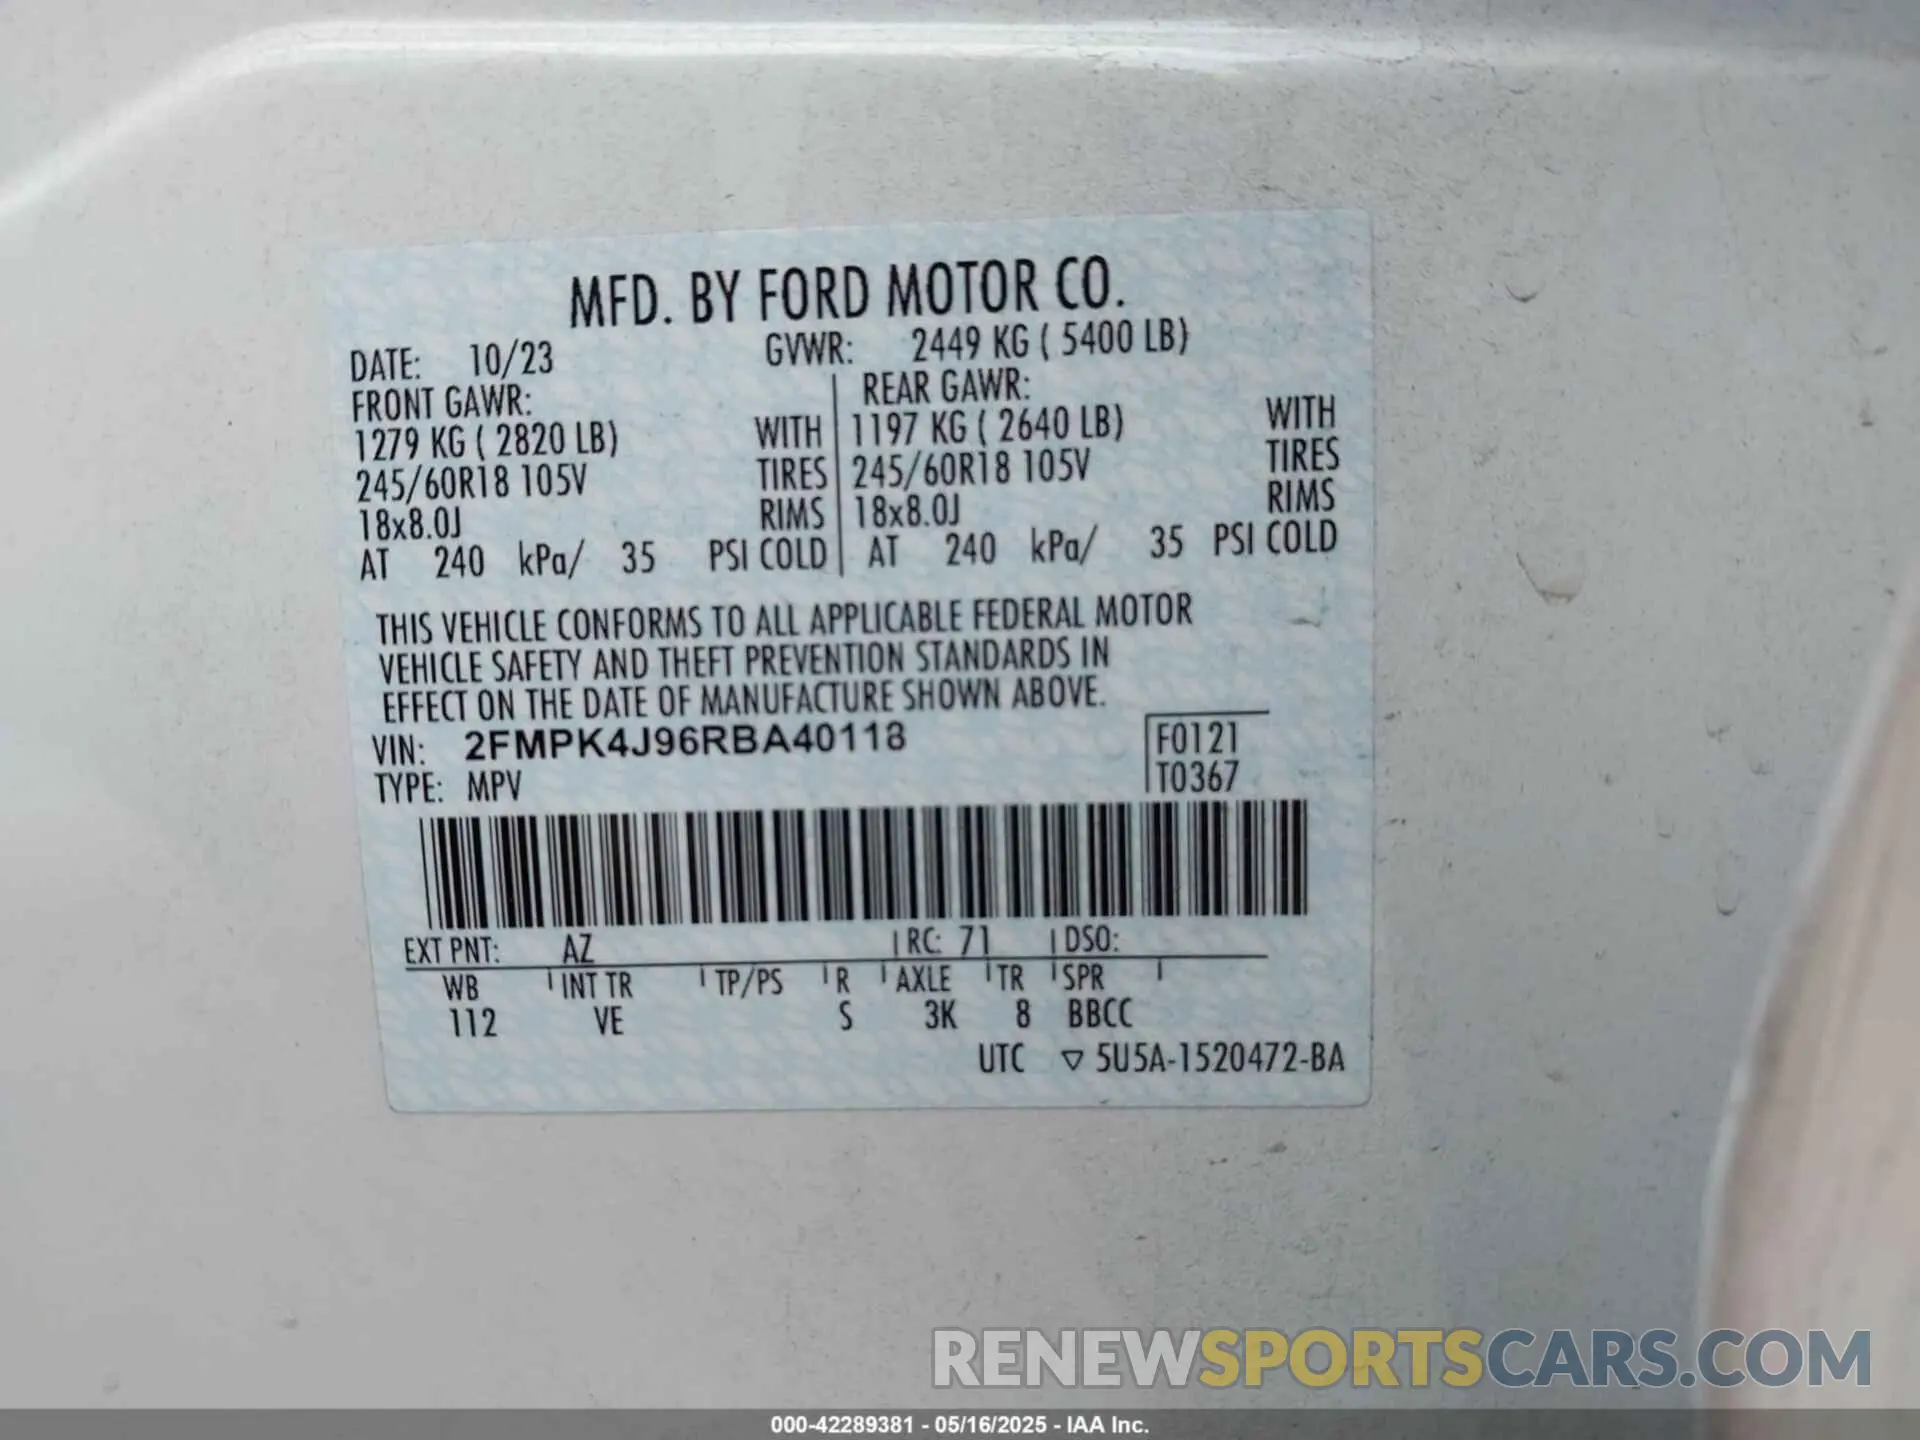 MFD. BY FORD MOTOR CO.
DATE: 10/23 GVWR: 2449 KG ( 5400 LB)
FRONT GAWR: REAR GAWR:
1279 KG ( 2820 LB) WITH 1197 KG ( 2640 LB) WITH
245/60R18 105V TIRES 245/60R18 105V TIRES
18x8.0J RIMS 18x8.0J RIMS
AT 240 kPa/ 35 PSI COLD AT 240 kPa/ 35 PSI COLD
THIS VEHICLE CONFORMS TO ALL APPLICABLE FEDERAL MOTOR
VEHICLE SAFETY AND THEFT PREVENTION STANDARDS IN
EFFECT ON THE DATE OF MANUFACTURE SHOWN ABOVE.
VIN: 2FMPK4J96RBA40118 F0121
TYPE: MPV T0367
EXT PNT: AZ RC: 71 DSO:
WB INT TR TP/PS R AXLE TR SPR
112 VE S 3K 8 BBCC
UTC ▽ 5U5A-1520472-BA
RENEWSPORTSCARS.COM
000-42289381 - 05/16/2025 - IAA Inc.